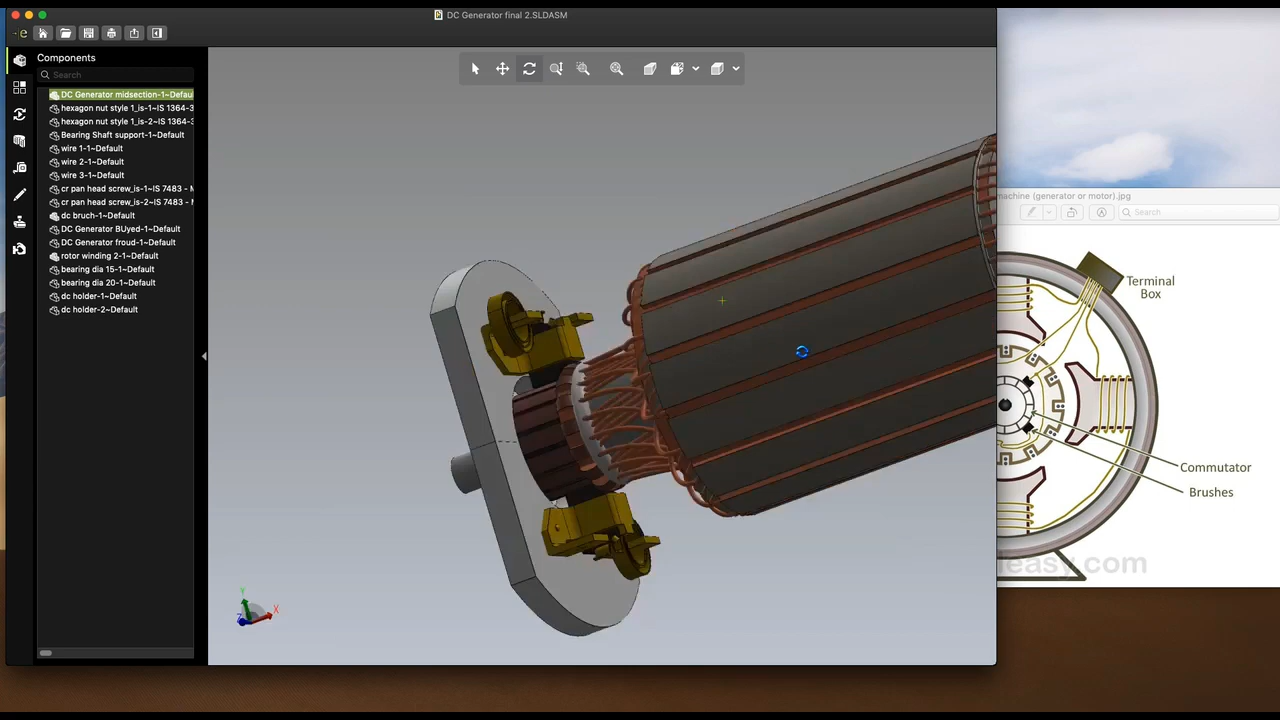 DC Generator final 2.SLDASM
Components
Search
DC Generator midsection-1~Defau
hexagon nut style 1_is-1~IS 1364-3
hexagon nut style 1_is-2~IS 1364-3
Bearing Shaft support-1~Default
wire 1-1~Default
wire 2-1~Default
wire 3-1~Default
cr pan head screw_is-1~IS 7483 - M
cr pan head screw_is-2~IS 7483 - M
dc bruch-1~Default
DC Generator BUyed-1~Default
DC Generator froud-1~Default
rotor winding 2-1~Default
bearing dia 15-1~Default
bearing dia 20-1~Default
dc holder-1~Default
dc holder-2~Default
Y
X
Z
machine (generator or motor).jpg
Search
Terminal
Box
Commutator
Brushes
easy.com